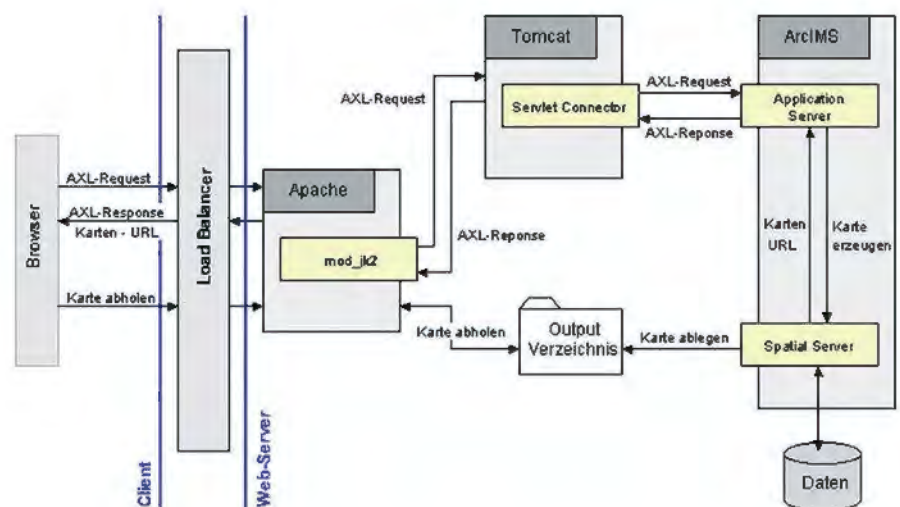 Tomcat
ArcIMS
AXL-Request
Servlet Connector
AXL-Request
Application
Server
AXL-Reponse
Browser
AXL-Request
AXL-Response
Karten - URL
Karte abholen
Load Balancer
Apache
mod_jk2
AXL-Reponse
Karten
URL
Karte
erzeugen
Karte abholen
Output
Verzeichnis
Karte ablegen
Spatial Server
Client
Web-Server
Daten